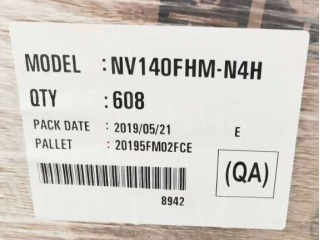 MODEL : NV140FHM-N4H
QTY : 608
PACK DATE : 2019/05/21 E
PALLET : 20195FM02FCE
(QA)
8942